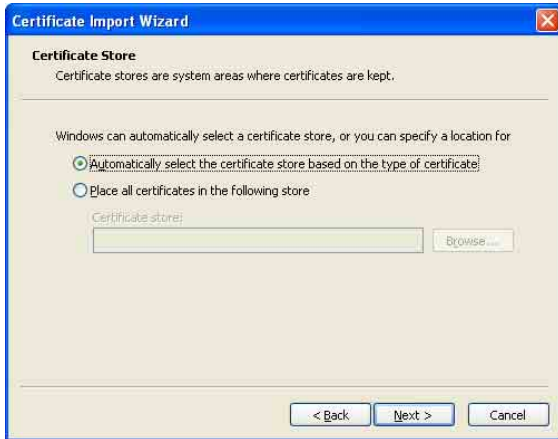 Certificate Import Wizard
Certificate Store
Certificate stores are system areas where certificates are kept.
Windows can automatically select a certificate store, or you can specify a location for
Automatically select the certificate store based on the type of certificate
Place all certificates in the following store
Certificate store:
Browse...
< Back Next > Cancel